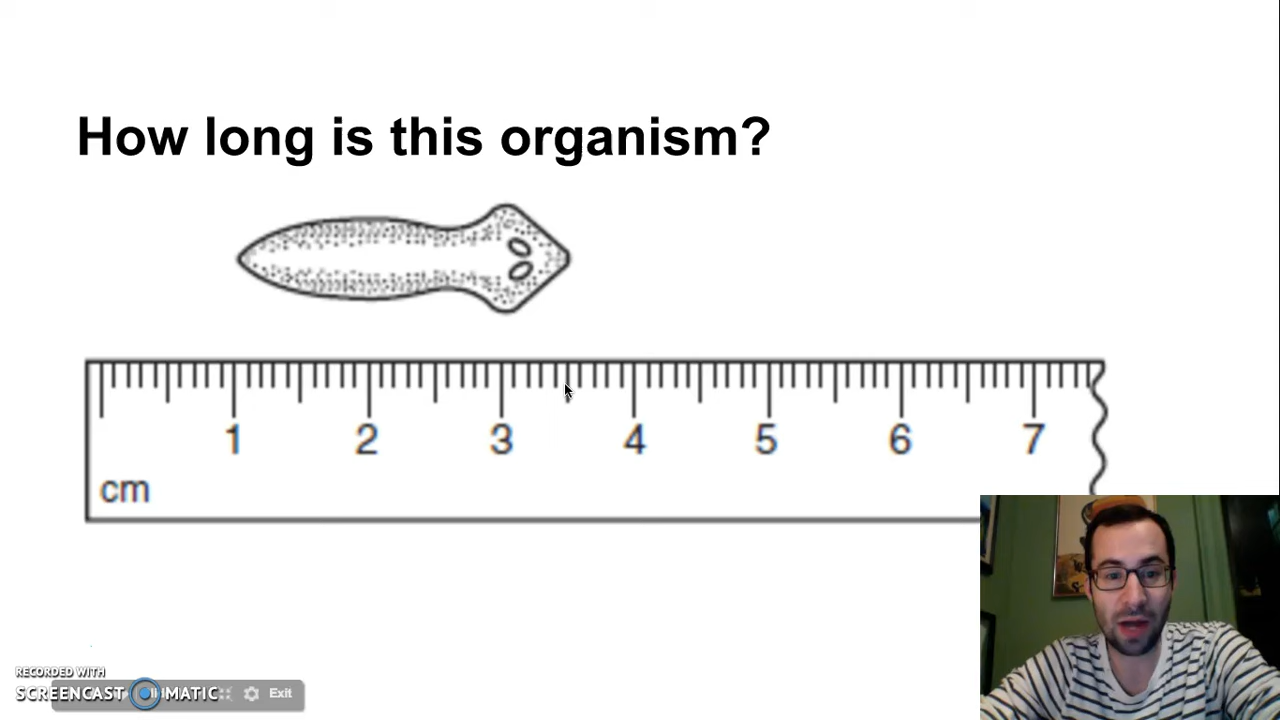 How long is this organism?
1 2 3 4 5 6 7
cm
RECORDED WITH
SCREENCAST MATIC
Exit